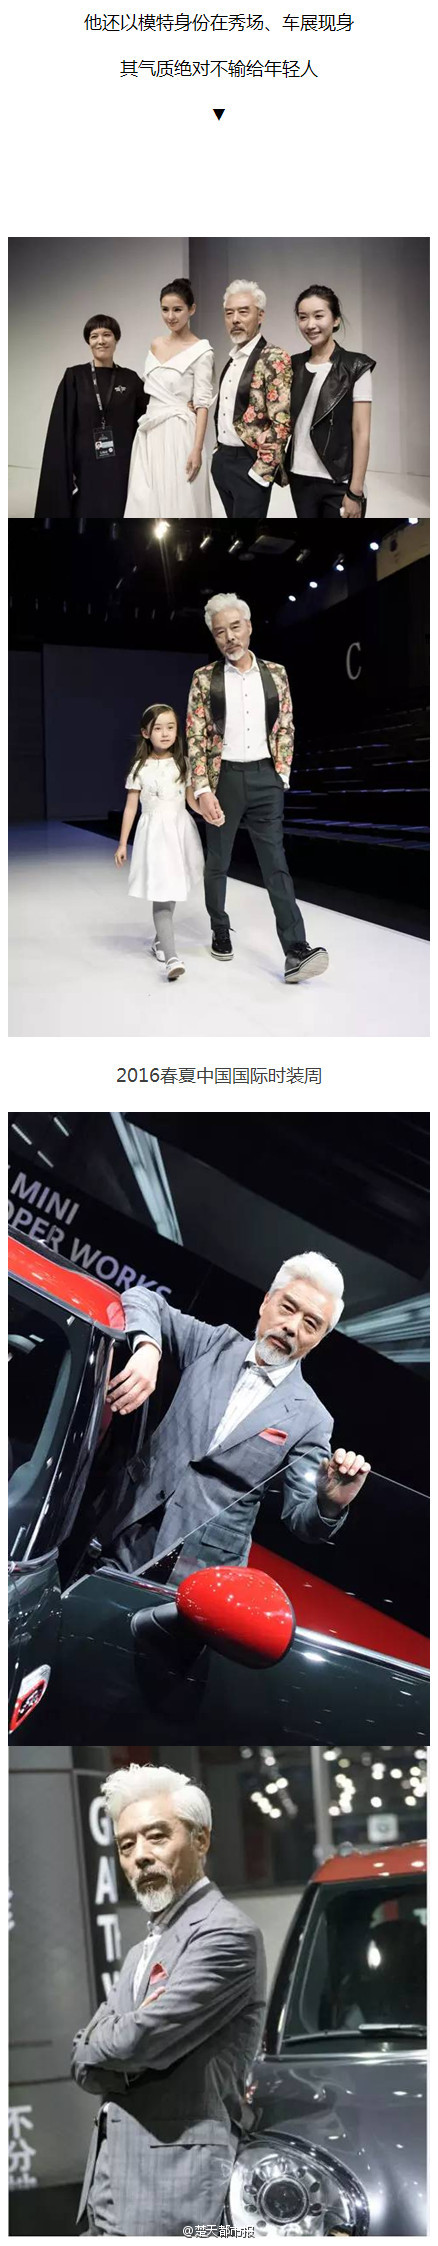 他还以模特身份在秀场、车展现身
其气质绝对不输给年轻人
▼
C
2016春夏中国国际时装周
MINI
OPER WORKS
GAT
不
分
@楚天都市报